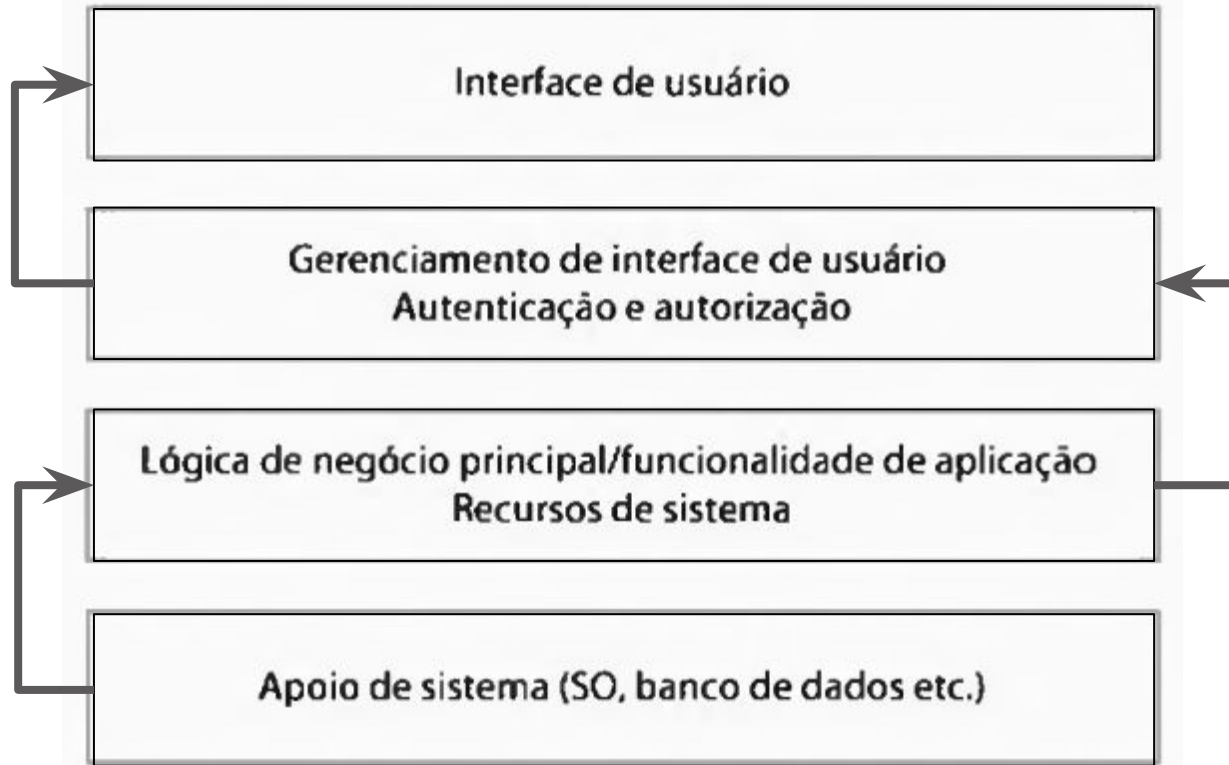 Interface de usuário
Gerenciamento de interface de usuário
Autenticação e autorização
Lógica de negócio principal/funcionalidade de aplicação
Recursos de sistema
Apoio de sistema (SO, banco de dados etc.)